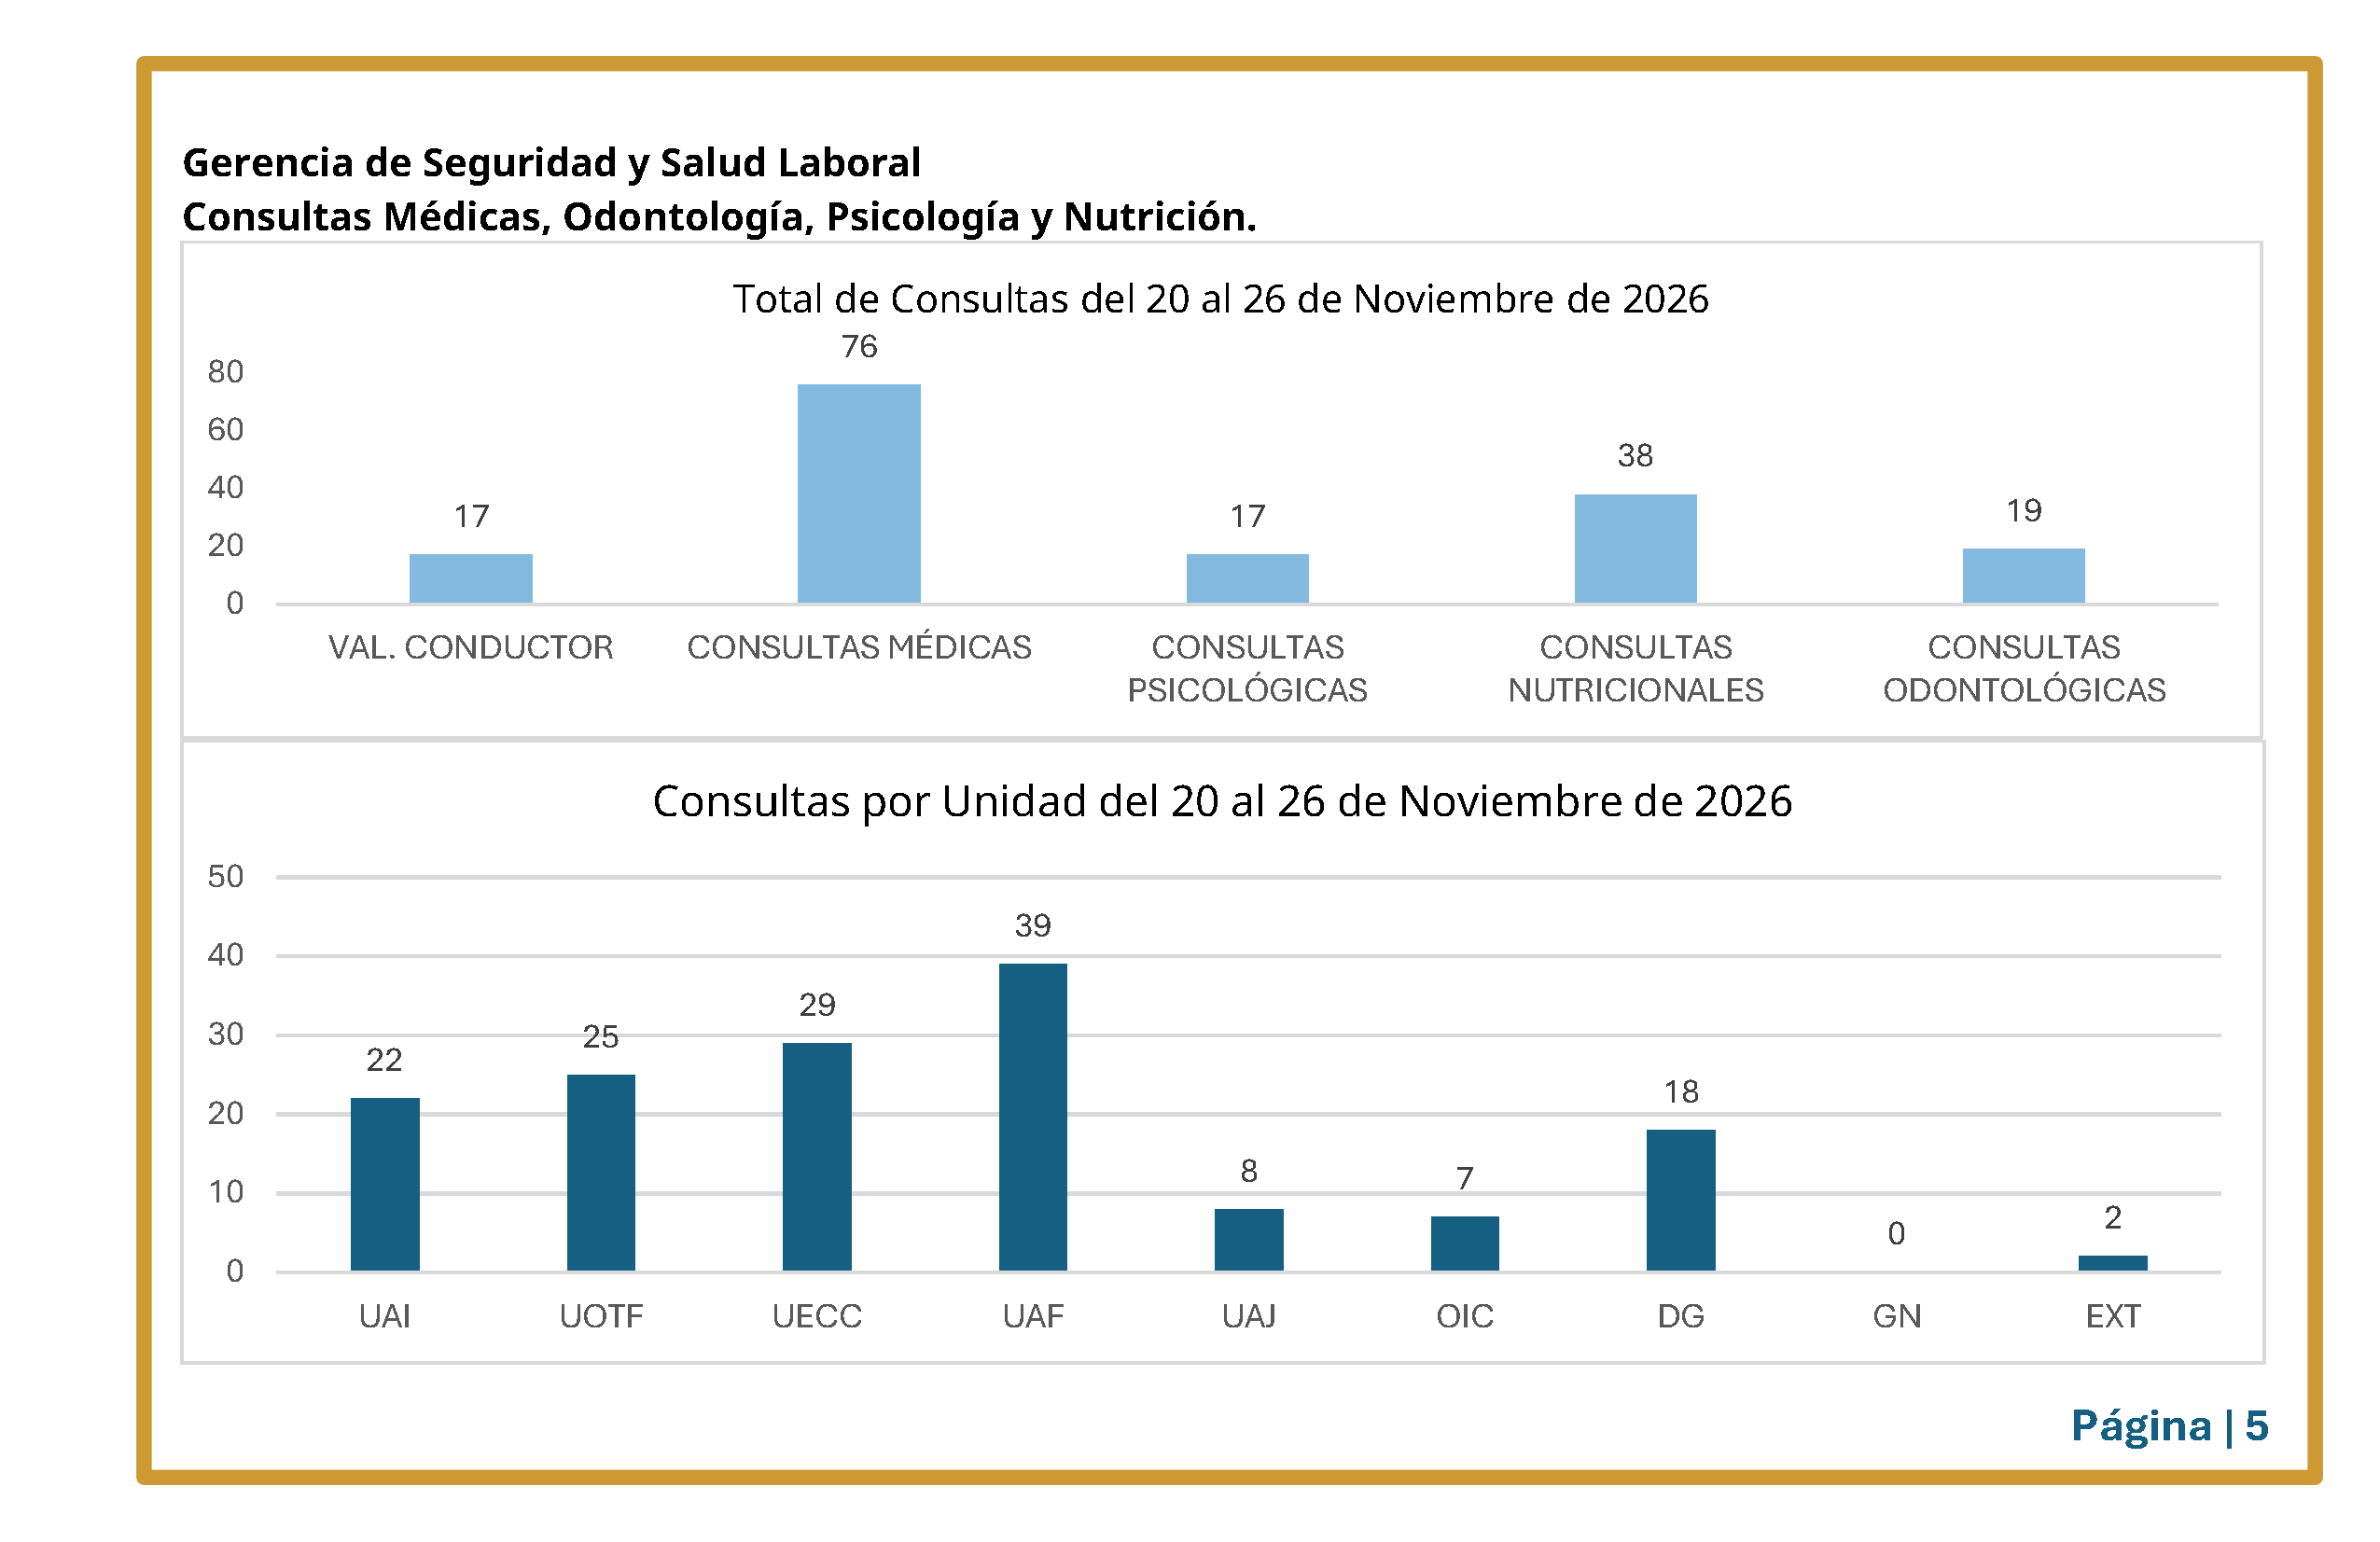 Gerencia de Seguridad y Salud Laboral
Consultas Médicas, Odontología, Psicología y Nutrición.
Total de Consultas del 20 al 26 de Noviembre de 2026
80
60
40
20
0
17
76
17
38
19
VAL. CONDUCTOR
CONSULTAS MÉDICAS
CONSULTAS
PSICOLÓGICAS
CONSULTAS
NUTRICIONALES
CONSULTAS
ODONTOLÓGICAS
Consultas por Unidad del 20 al 26 de Noviembre de 2026
50
40
30
20
10
0
22
25
29
39
8
7
18
0
2
UAI
UOTF
UECC
UAF
UAJ
OIC
DG
GN
EXT
Página | 5